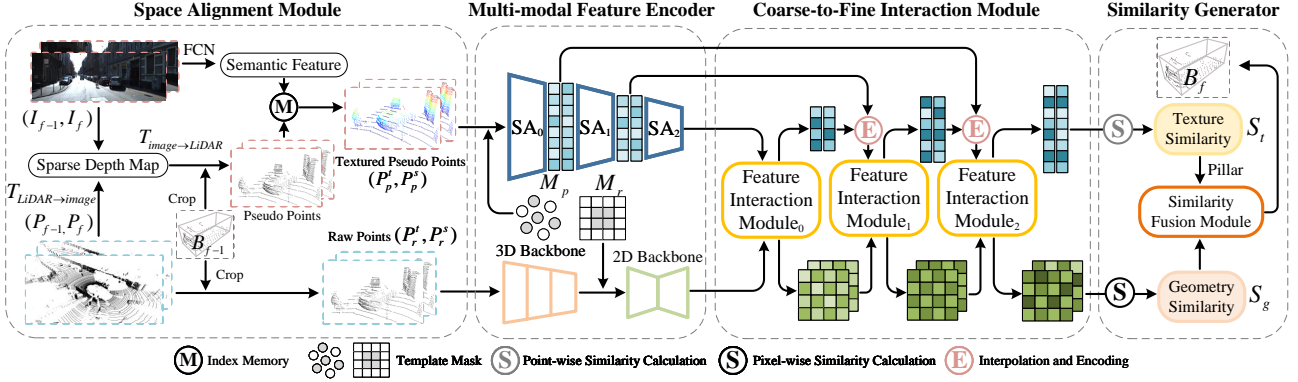 Space Alignment Module
Multi-modal Feature Encoder
Coarse-to-Fine Interaction Module
Similarity Generator
FCN
Semantic Feature
M
(I_{f-1}, I_f)
T_{image→LiDAR}
Sparse Depth Map
Textured Pseudo Points
(P_p^t, P_p^s)
T_{LiDAR→image}
(P_{f-1}, P_f)
Crop
Pseudo Points
B_{f-1}
Crop
Raw Points (P_r^t, P_r^s)
SA_0
SA_1
SA_2
M_p
M_r
3D Backbone
2D Backbone
E
E
Feature
Interaction
Module_0
Feature
Interaction
Module_1
Feature
Interaction
Module_2
B_f
S
Texture
Similarity
S_t
Pillar
Similarity
Fusion Module
S
Geometry
Similarity
S_g
M Index Memory
Template Mask
S Point-wise Similarity Calculation
S Pixel-wise Similarity Calculation
E Interpolation and Encoding